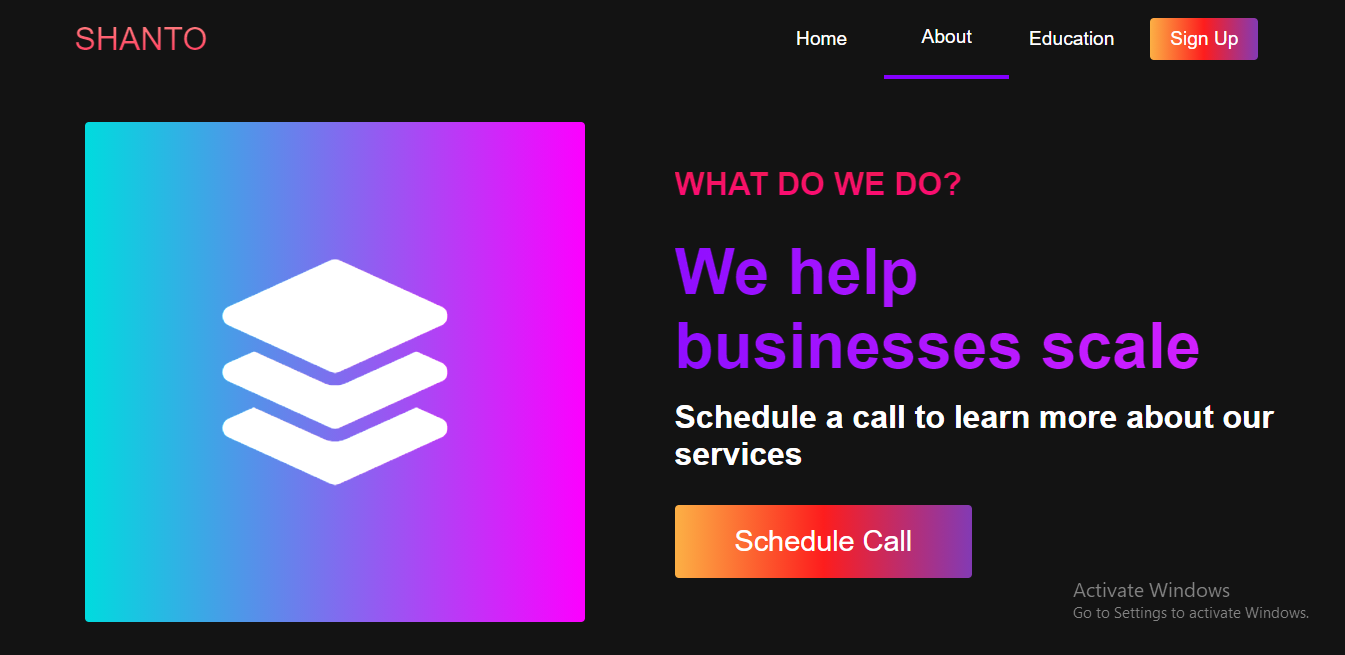 SHANTO
Home
About
Education
Sign Up
WHAT DO WE DO?
We help
businesses scale
Schedule a call to learn more about our
services
Schedule Call
Activate Windows
Go to Settings to activate Windows.